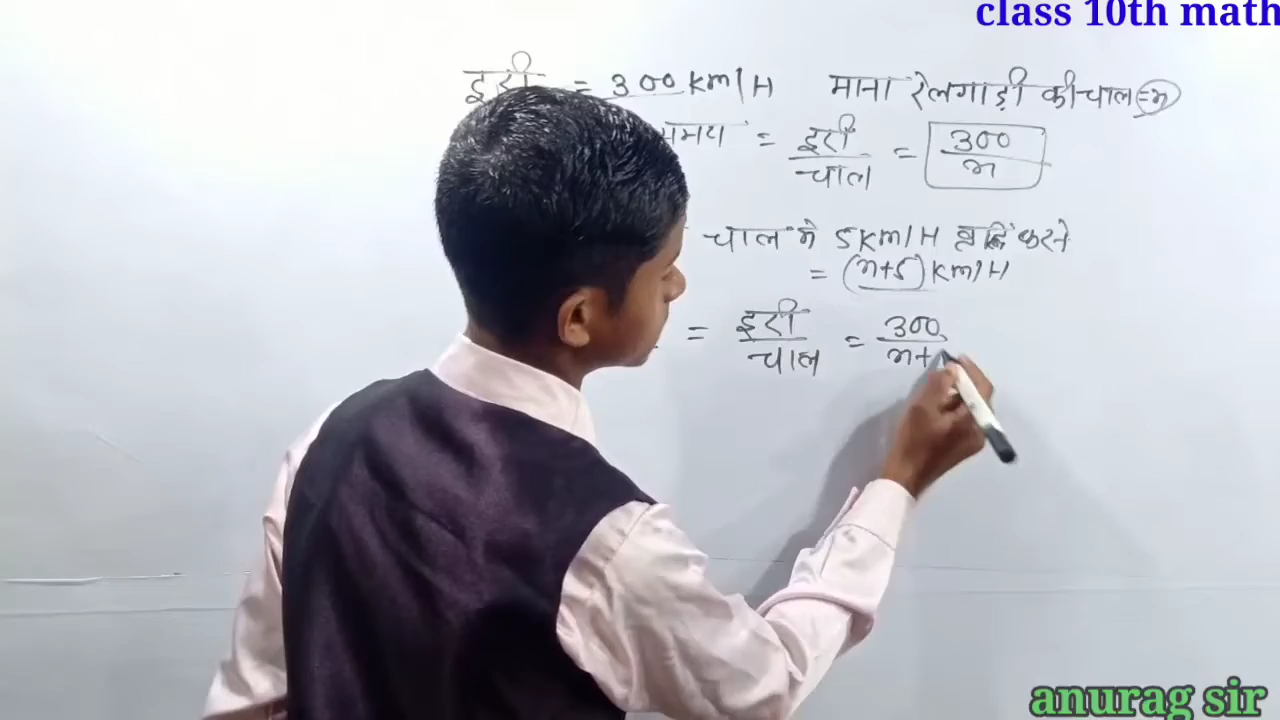 class 10th math
दूरी = 300 km/H माना रेलगाड़ी की चाल = x
समय = दूरी/चाल = 300/x
चाल में 5 km/H वृद्धि करने
= (x+5) km/H
= दूरी/चाल = 300/x+
anurag sir